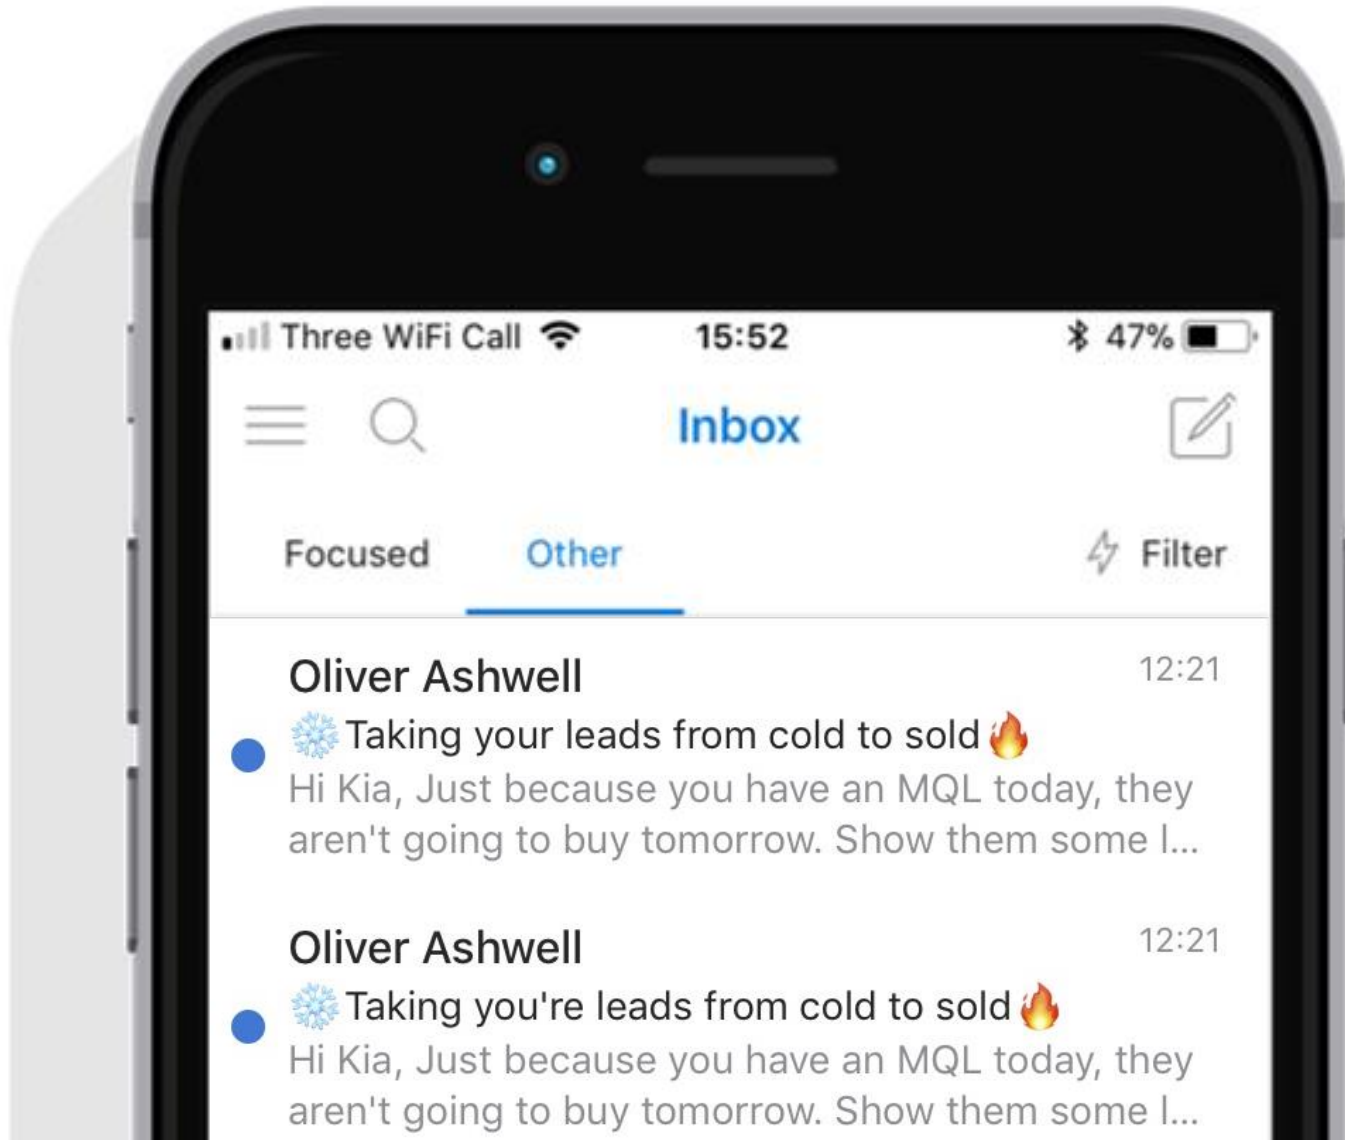 Three WiFi Call 15:52 47%
Inbox
Focused Other Filter
Oliver Ashwell 12:21
❄️Taking your leads from cold to sold🔥
Hi Kia, Just because you have an MQL today, they
aren't going to buy tomorrow. Show them some l...
Oliver Ashwell 12:21
❄️Taking you're leads from cold to sold🔥
Hi Kia, Just because you have an MQL today, they
aren't going to buy tomorrow. Show them some l...